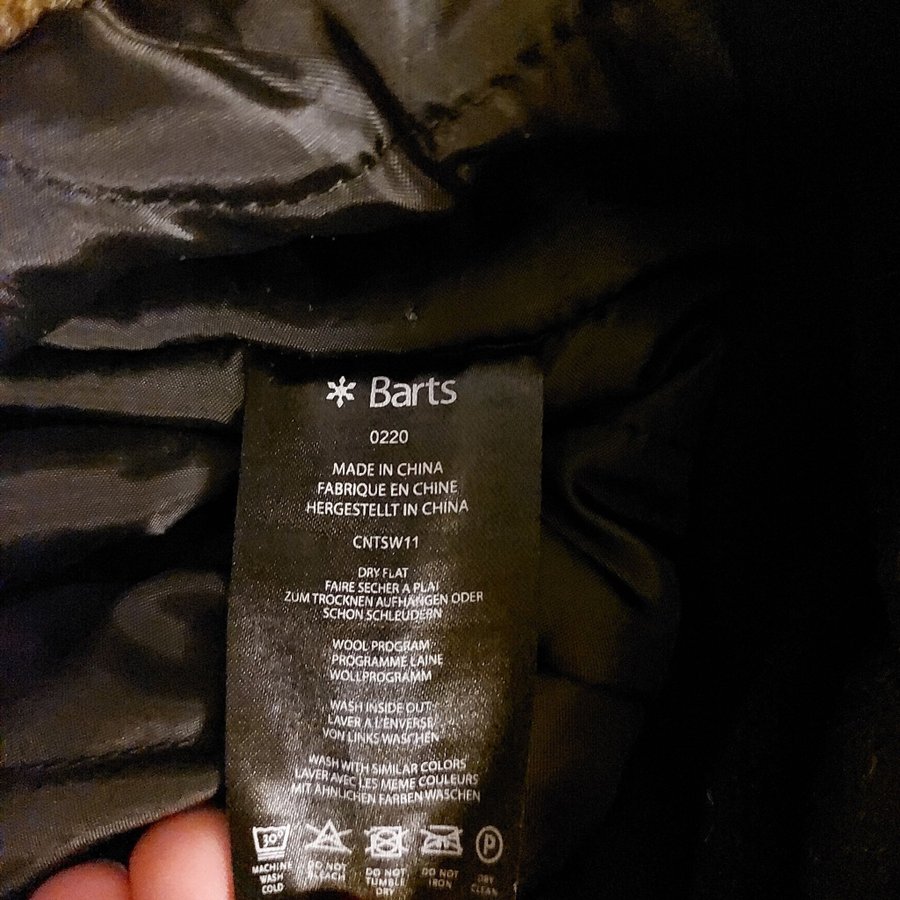 Barts
0220
MADE IN CHINA
FABRIQUE EN CHINE
HERGESTELLT IN CHINA
CNTSW11
DRY FLAT
FAIRE SECHER A PLAT
ZUM TROCKNEN AUFHANGEN ODER
SCHON SCHLEUDERN
WOOL PROGRAM
PROGRAMME LAINE
WOLLPROGRAMM
WASH INSIDE OUT
LAVER A L'ENVERSE
VON LINKS WASCHEN
WASH WITH SIMILAR COLORS
LAVER AVEC LES MEME COULEURS
MIT AHNLICHEN FARBEN WASCHEN
30° P
MACHINE WASH COLD
DO NOT BLEACH
DO NOT TUMBLE DRY
DO NOT IRON
DRY CLEAN